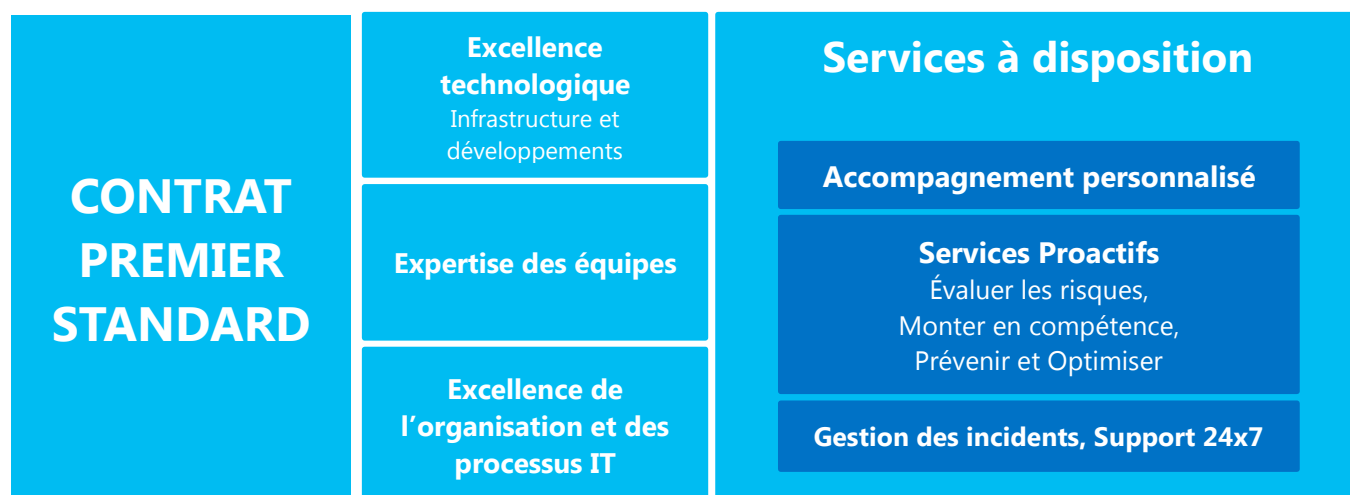 CONTRAT
PREMIER
STANDARD
Excellence
technologique
Infrastructure et
développements
Expertise des équipes
Excellence de
l'organisation et des
processus IT
Services à disposition
Accompagnement personnalisé
Services Proactifs
Évaluer les risques,
Monter en compétence,
Prévenir et Optimiser
Gestion des incidents, Support 24x7